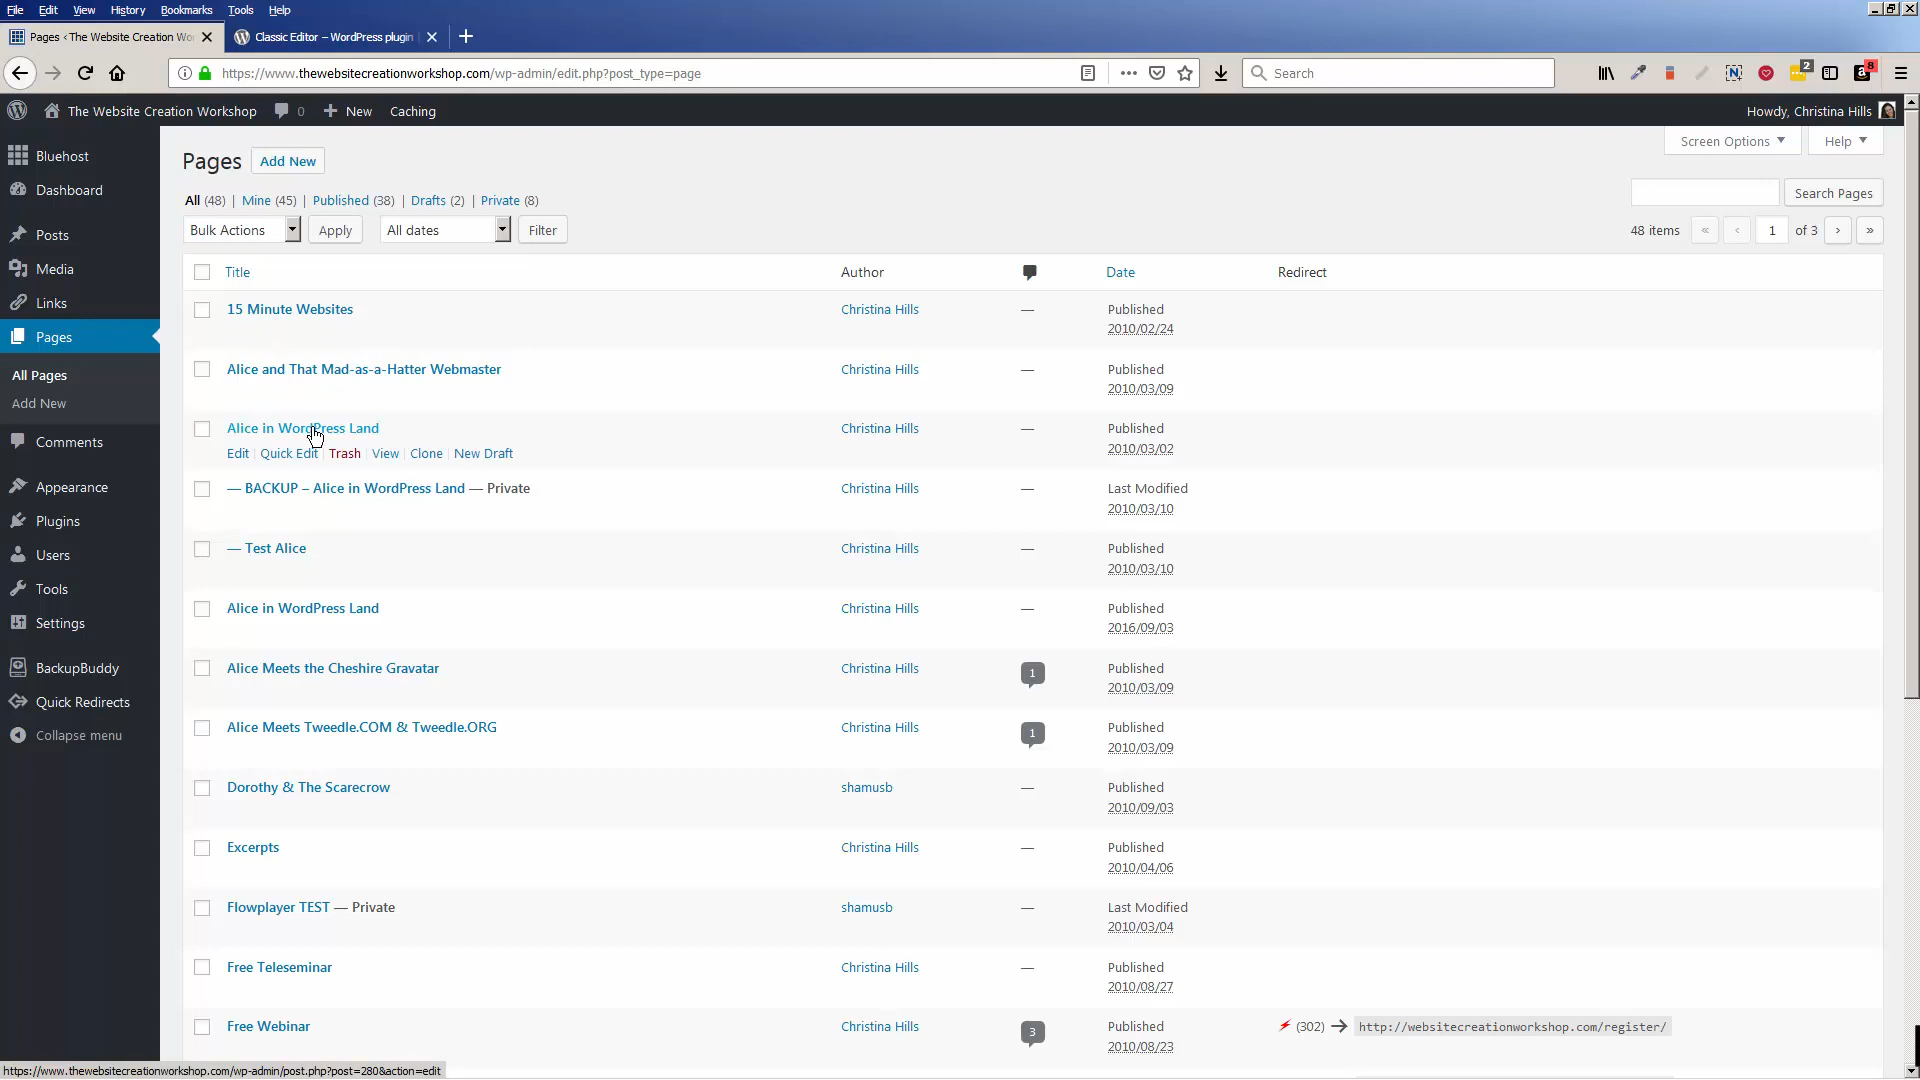 File Edit View History Bookmarks Tools Help
Pages ‹ The Website Creation Wo
Classic Editor – WordPress plugin
https://www.thewebsitecreationworkshop.com/wp-admin/edit.php?post_type=page
Search
2
8
The Website Creation Workshop 0 New Caching
Howdy, Christina Hills
Screen Options Help
Bluehost
Dashboard
Posts
Media
Links
Pages
All Pages
Add New
Comments
Appearance
Plugins
Users
Tools
Settings
BackupBuddy
Quick Redirects
Collapse menu
Pages Add New
All (48) | Mine (45) | Published (38) | Drafts (2) | Private (8)
Search Pages
Bulk Actions Apply All dates Filter
48 items « ‹ 1 of 3 › »
Title Author Date Redirect
15 Minute Websites Christina Hills — Published
2010/02/24
Alice and That Mad-as-a-Hatter Webmaster Christina Hills — Published
2010/03/09
Alice in WordPress Land Christina Hills — Published
2010/03/02
Edit | Quick Edit | Trash | View | Clone | New Draft
— BACKUP – Alice in WordPress Land — Private Christina Hills — Last Modified
2010/03/10
— Test Alice Christina Hills — Published
2010/03/10
Alice in WordPress Land Christina Hills — Published
2016/09/03
Alice Meets the Cheshire Gravatar Christina Hills 1 Published
2010/03/09
Alice Meets Tweedle.COM & Tweedle.ORG Christina Hills 1 Published
2010/03/09
Dorothy & The Scarecrow shamusb — Published
2010/09/03
Excerpts Christina Hills — Published
2010/04/06
Flowplayer TEST — Private shamusb — Last Modified
2010/03/04
Free Teleseminar Christina Hills — Published
2010/08/27
Free Webinar Christina Hills 3 Published (302) → http://websitecreationworkshop.com/register/
2010/08/23
https://www.thewebsitecreationworkshop.com/wp-admin/post.php?post=280&action=edit